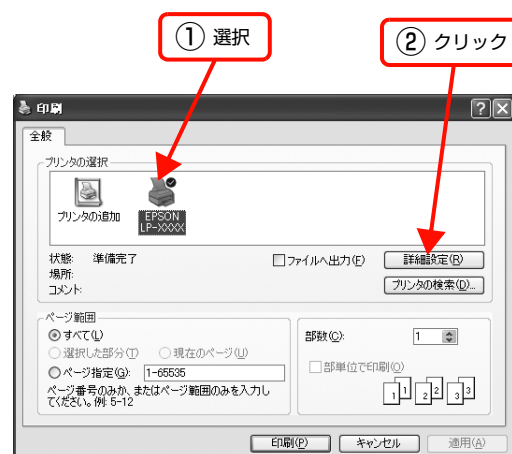 ① 選択
② クリック
印刷
全般
プリンタの選択
プリンタの追加
EPSON
LP-XXXX
状態: 準備完了
場所:
コメント:
ファイルへ出力(F)
詳細設定(R)
プリンタの検索(D)...
ページ範囲
すべて(L)
選択した部分(T)
現在のページ(U)
ページ指定(G): 1-65535
ページ番号のみか、またはページ範囲のみを入力し
てください。例: 5-12
部数(C): 1
部単位で印刷(O)
1 1 2 2 3 3
印刷(P)
キャンセル
適用(A)